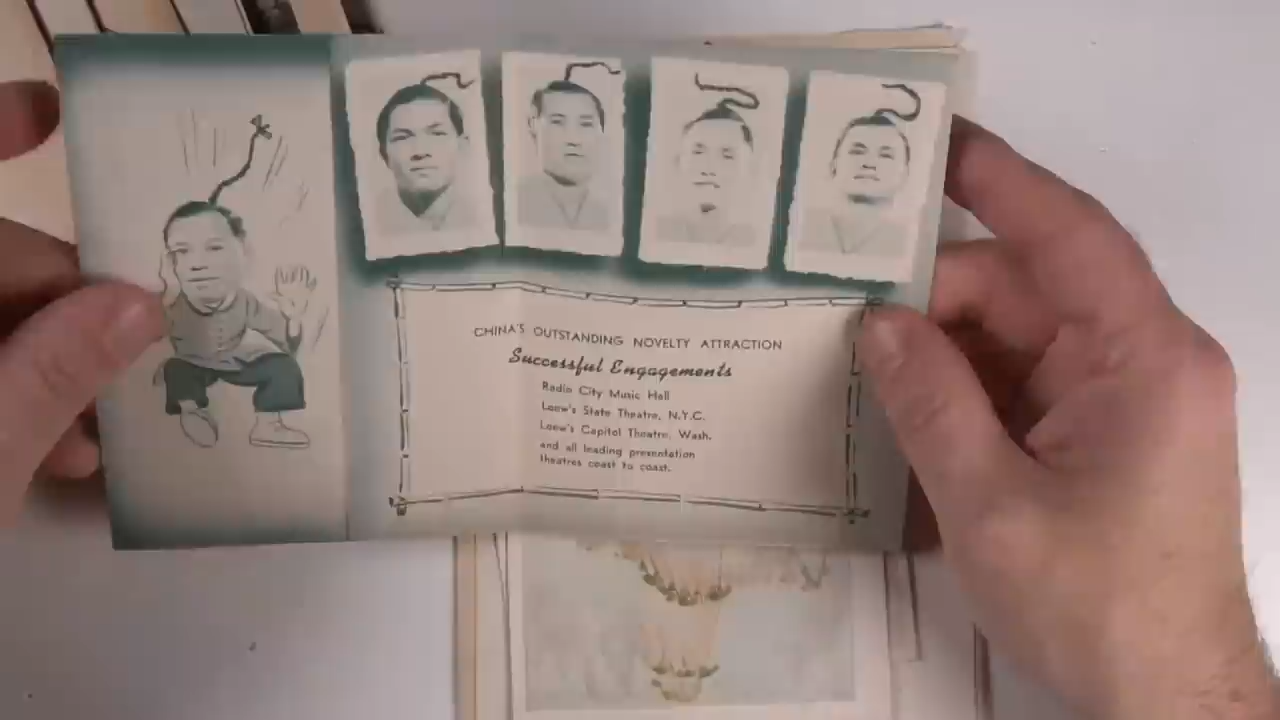 CHINA'S OUTSTANDING NOVELTY ATTRACTION
Successful Engagements
Radio City Music Hall
Loew's State Theatre, N.Y.C.
Loew's Capitol Theatre, Wash.
and all leading presentation
theatres coast to coast.